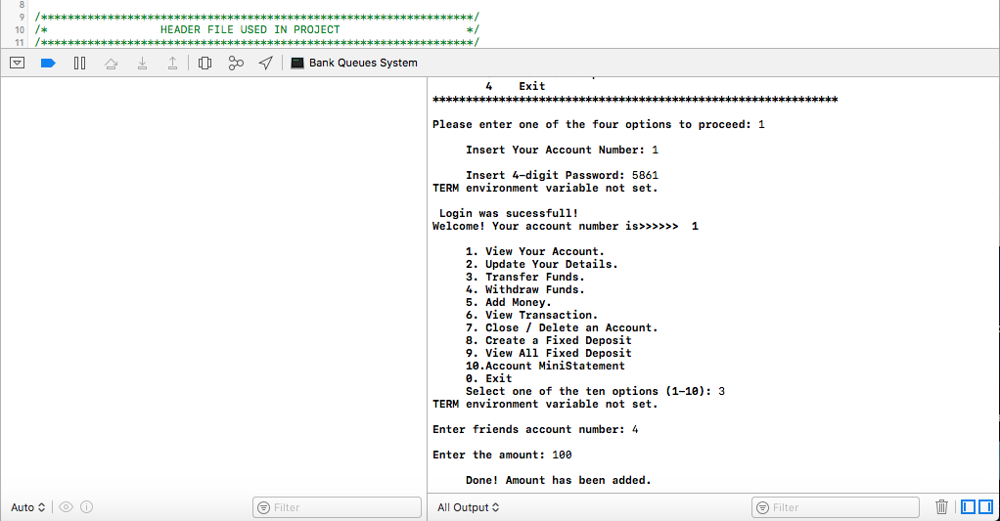 8
9 /*****************************************************************/
10 /* HEADER FILE USED IN PROJECT */
11 /*****************************************************************/
Bank Queues System
4 Exit
*************************************************************
Please enter one of the four options to proceed: 1
Insert Your Account Number: 1
Insert 4-digit Password: 5861
TERM environment variable not set.
Login was sucessfull!
Welcome! Your account number is>>>>>> 1
1. View Your Account.
2. Update Your Details.
3. Transfer Funds.
4. Withdraw Funds.
5. Add Money.
6. View Transaction.
7. Close / Delete an Account.
8. Create a Fixed Deposit
9. View All Fixed Deposit
10.Account MiniStatement
0. Exit
Select one of the ten options (1-10): 3
TERM environment variable not set.
Enter friends account number: 4
Enter the amount: 100
Done! Amount has been added.
Auto Filter All Output Filter